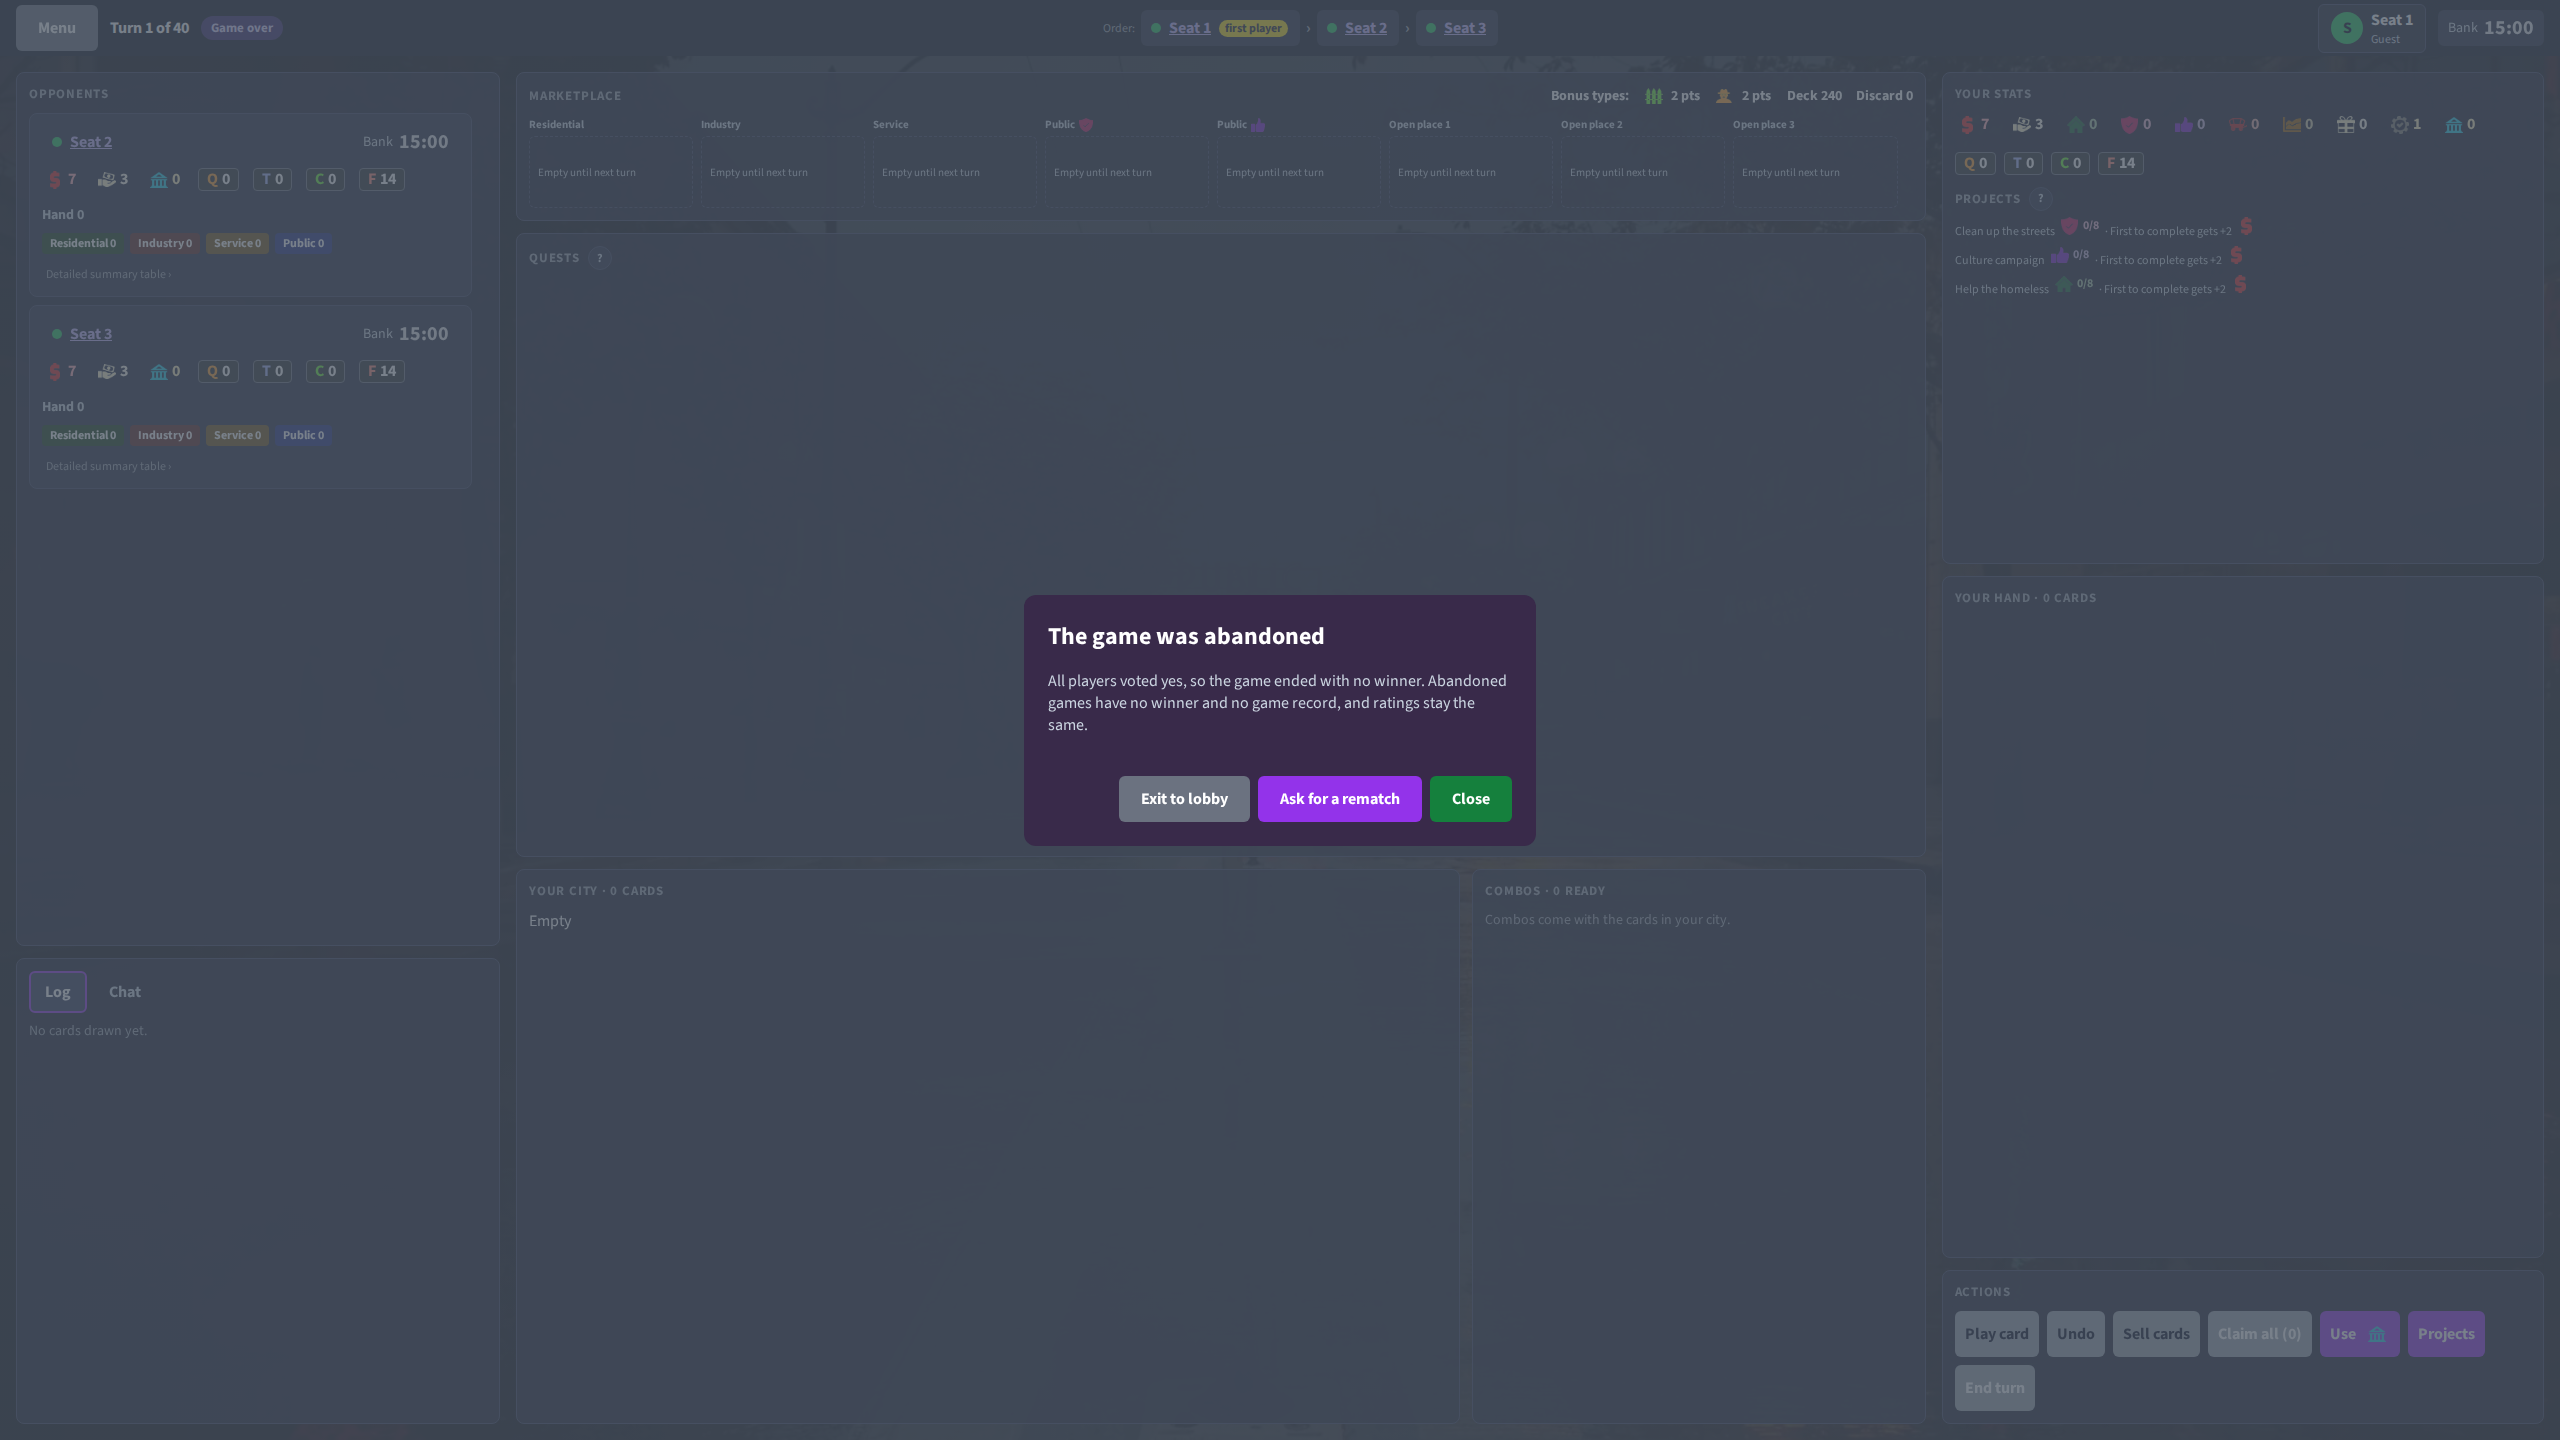 Menu
Turn 1 of 40
Game over
Order:
Seat 1
first player
›
Seat 2
›
Seat 3
S
Seat 1
Guest
Bank 15:00
OPPONENTS
Seat 2
Bank 15:00
7
3
0
Q 0
T 0
C 0
F 14
Hand 0
Residential 0
Industry 0
Service 0
Public 0
Detailed summary table ›
Seat 3
Bank 15:00
7
3
0
Q 0
T 0
C 0
F 14
Hand 0
Residential 0
Industry 0
Service 0
Public 0
Detailed summary table ›
Log
Chat
No cards drawn yet.
MARKETPLACE
Bonus types:
2 pts
2 pts
Deck 240
Discard 0
Residential
Industry
Service
Public
Public
Open place 1
Open place 2
Open place 3
Empty until next turn
Empty until next turn
Empty until next turn
Empty until next turn
Empty until next turn
Empty until next turn
Empty until next turn
Empty until next turn
QUESTS
?
The game was abandoned
All players voted yes, so the game ended with no winner. Abandoned
games have no winner and no game record, and ratings stay the
same.
Exit to lobby
Ask for a rematch
Close
YOUR CITY · 0 CARDS
Empty
COMBOS · 0 READY
Combos come with the cards in your city.
YOUR STATS
7
3
0
0
0
0
0
0
1
0
Q 0
T 0
C 0
F 14
PROJECTS
?
Clean up the streets 0/8 · First to complete gets +2
Culture campaign 0/8 · First to complete gets +2
Help the homeless 0/8 · First to complete gets +2
YOUR HAND · 0 CARDS
ACTIONS
Play card
Undo
Sell cards
Claim all (0)
Use
Projects
End turn